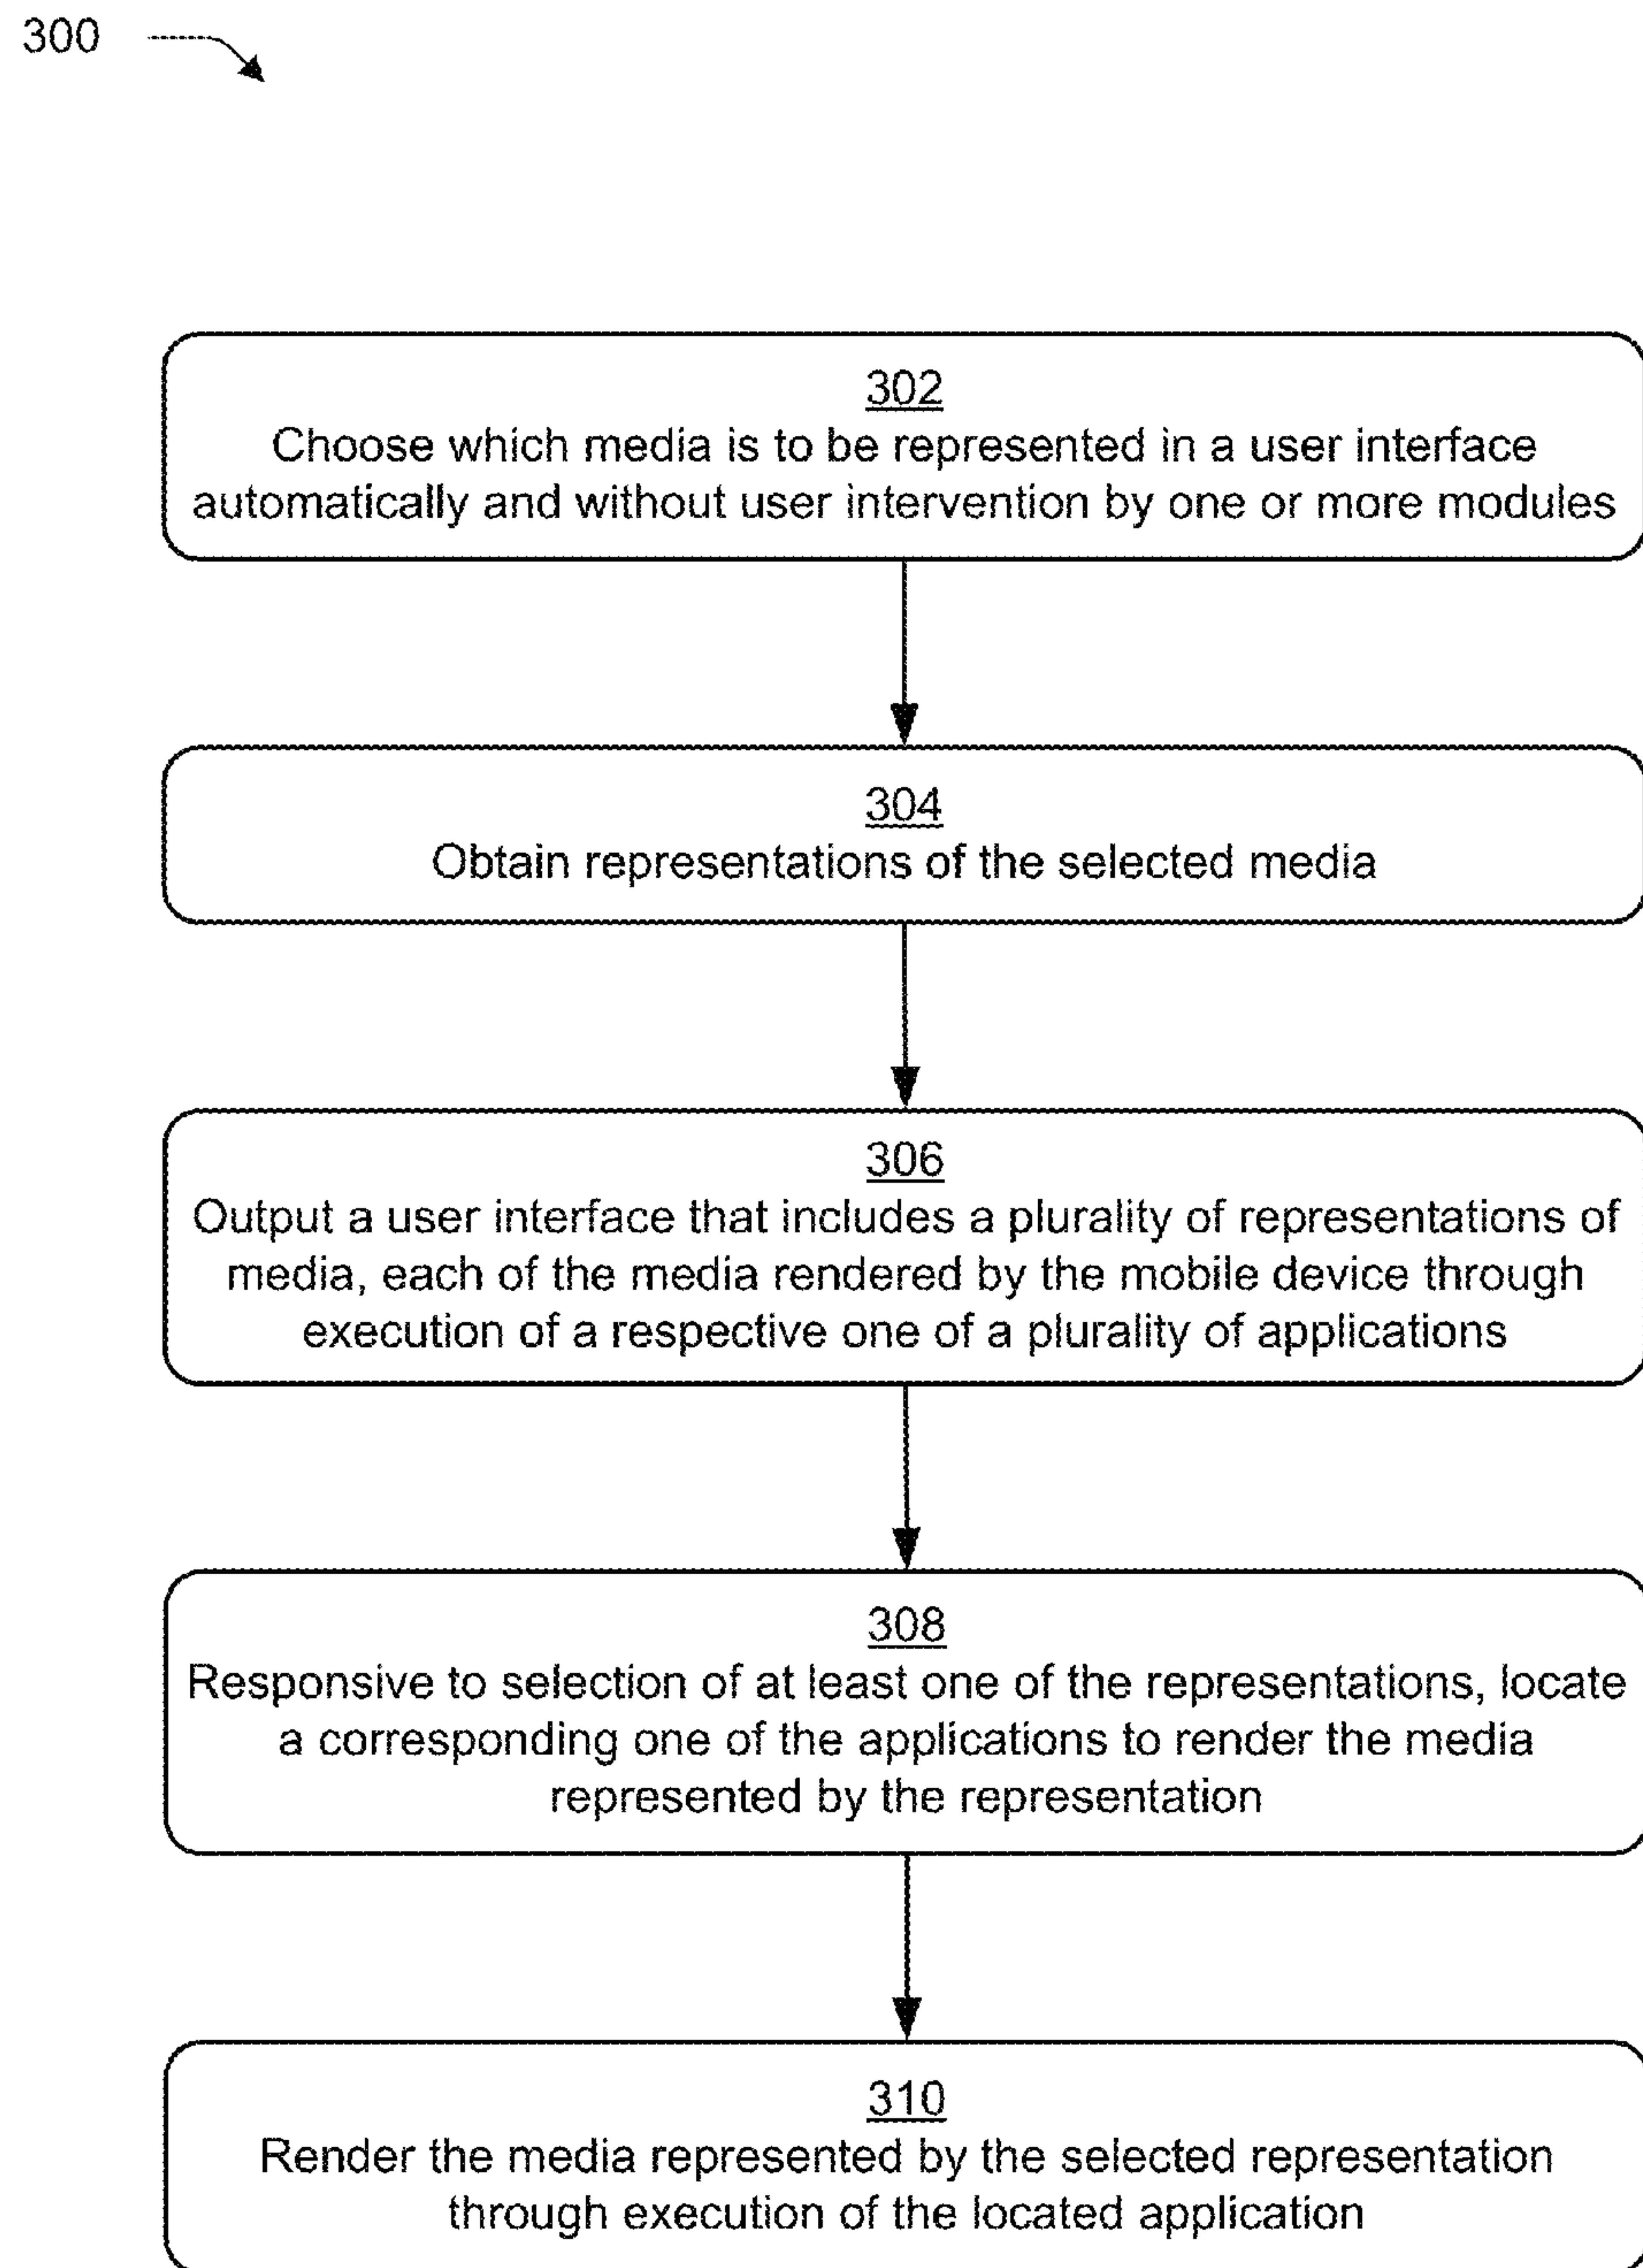 300
302
Choose which media is to be represented in a user interface
automatically and without user intervention by one or more modules
304
Obtain representations of the selected media
306
Output a user interface that includes a plurality of representations of
media, each of the media rendered by the mobile device through
execution of a respective one of a plurality of applications
308
Responsive to selection of at least one of the representations, locate
a corresponding one of the applications to render the media
represented by the representation
310
Render the media represented by the selected representation
through execution of the located application